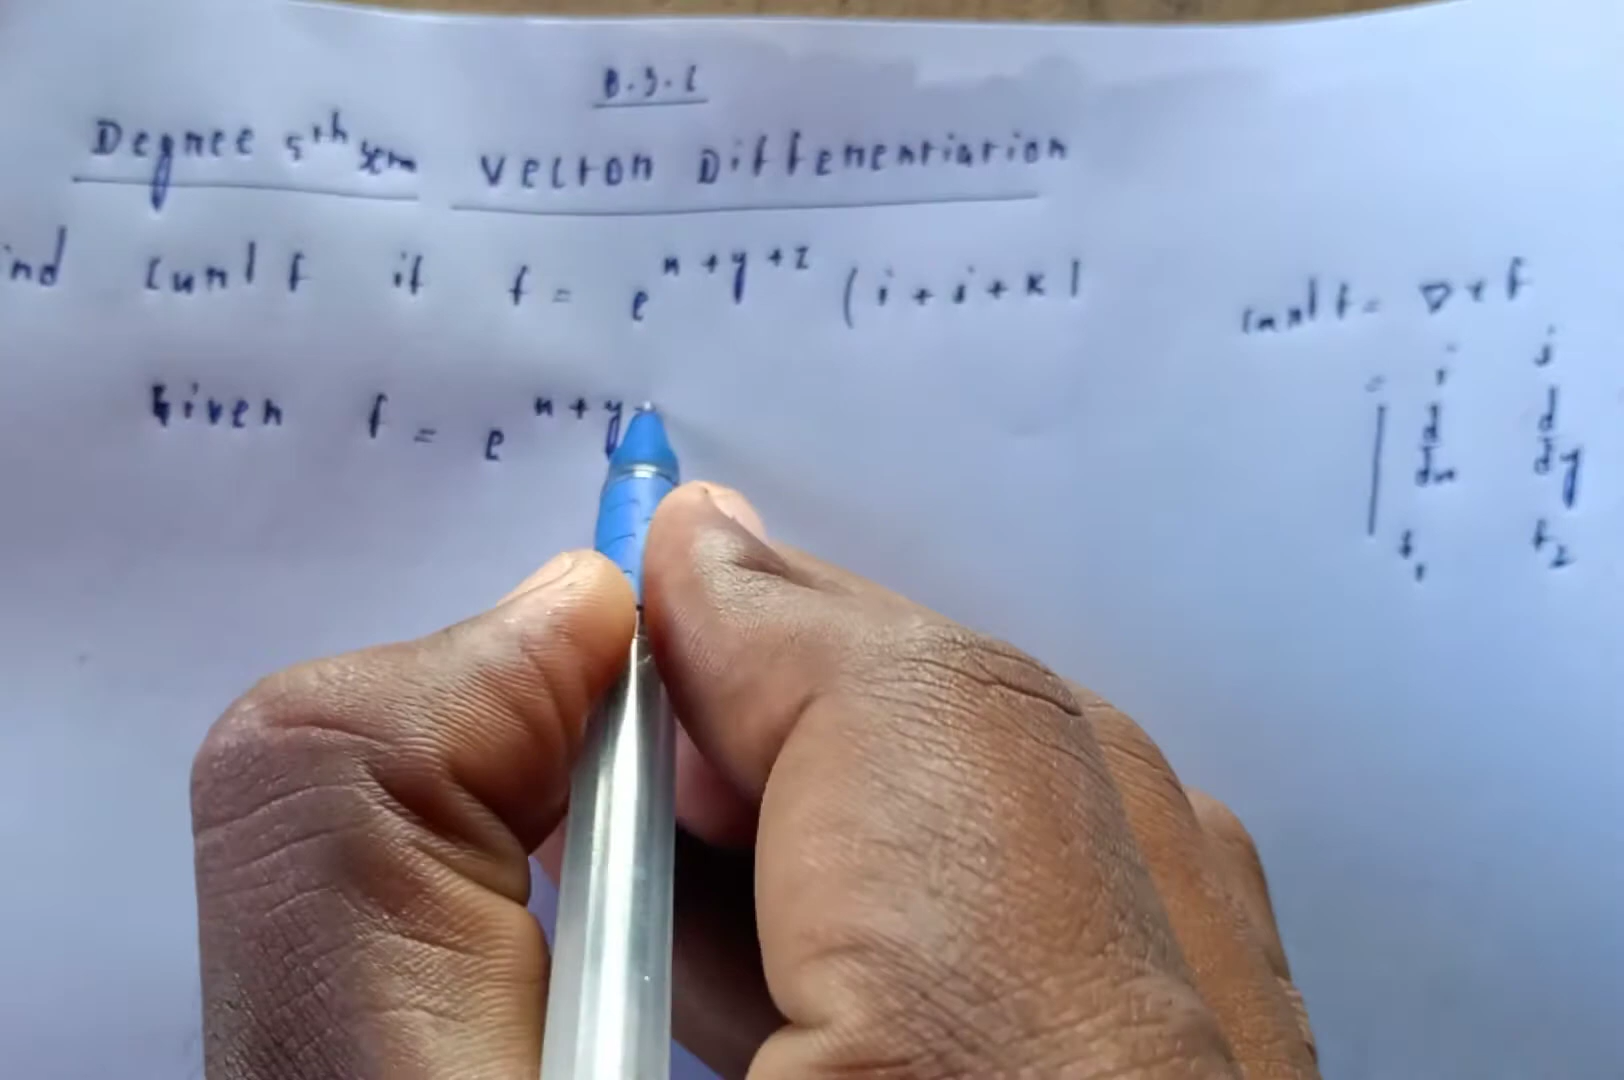 B.S.C
Degree 5th sem Vector Differentiation
ind Curl f if f = e^x+y+z (i+j+k)
Given f = e^x+y
Curl f = ∇×f
= | i j
d/dx d/dy
f1 f2